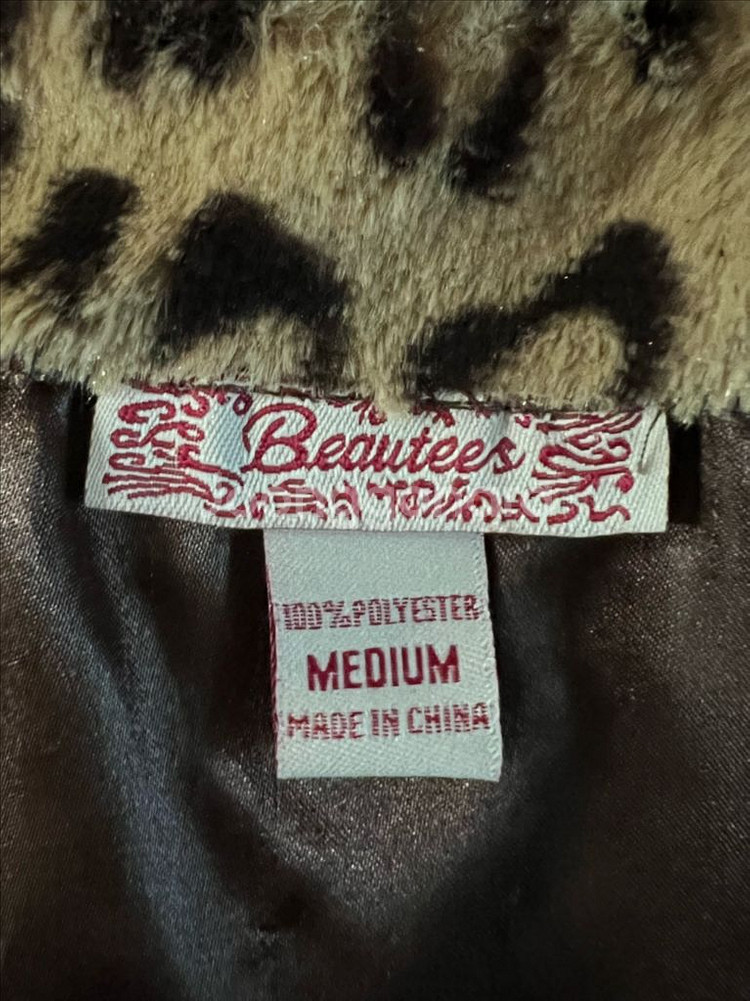 Beautees
100%POLYESTER
MEDIUM
MADE IN CHINA